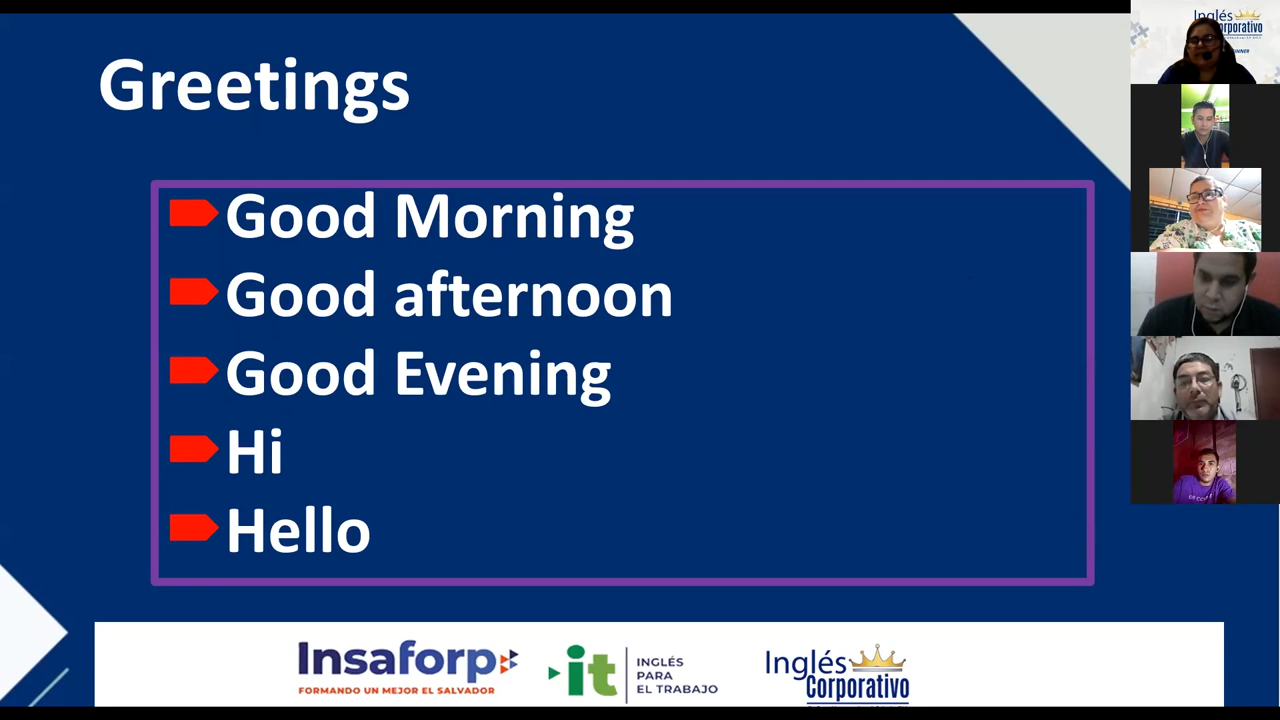 Greetings
Good Morning
Good afternoon
Good Evening
Hi
Hello
Insaforp
FORMANDO UN MEJOR EL SALVADOR
it
INGLÉS
PARA
EL TRABAJO
Inglés
Corporativo
Inglés
orporativo